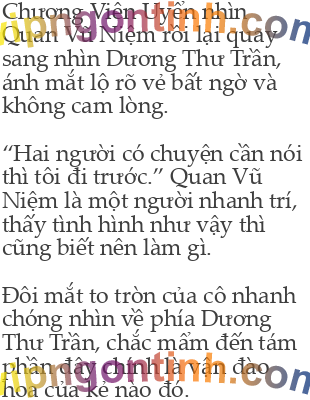 Chương Viên Uyển nhìn
Quan Vũ Niệm rồi lại quay
sang nhìn Dương Thư Trần,
ánh mắt lộ rõ vẻ bất ngờ và
không cam lòng.
“Hai người có chuyện cần nói
thì tôi đi trước.” Quan Vũ
Niệm là một người nhanh trí,
thấy tình hình như vậy thì
cũng biết nên làm gì.
Đôi mắt to tròn của cô nhanh
chóng nhìn về phía Dương
Thư Trần, chắc mẩm đến tám
phần đây chính là vận đào
hoa của kẻ nào đó.